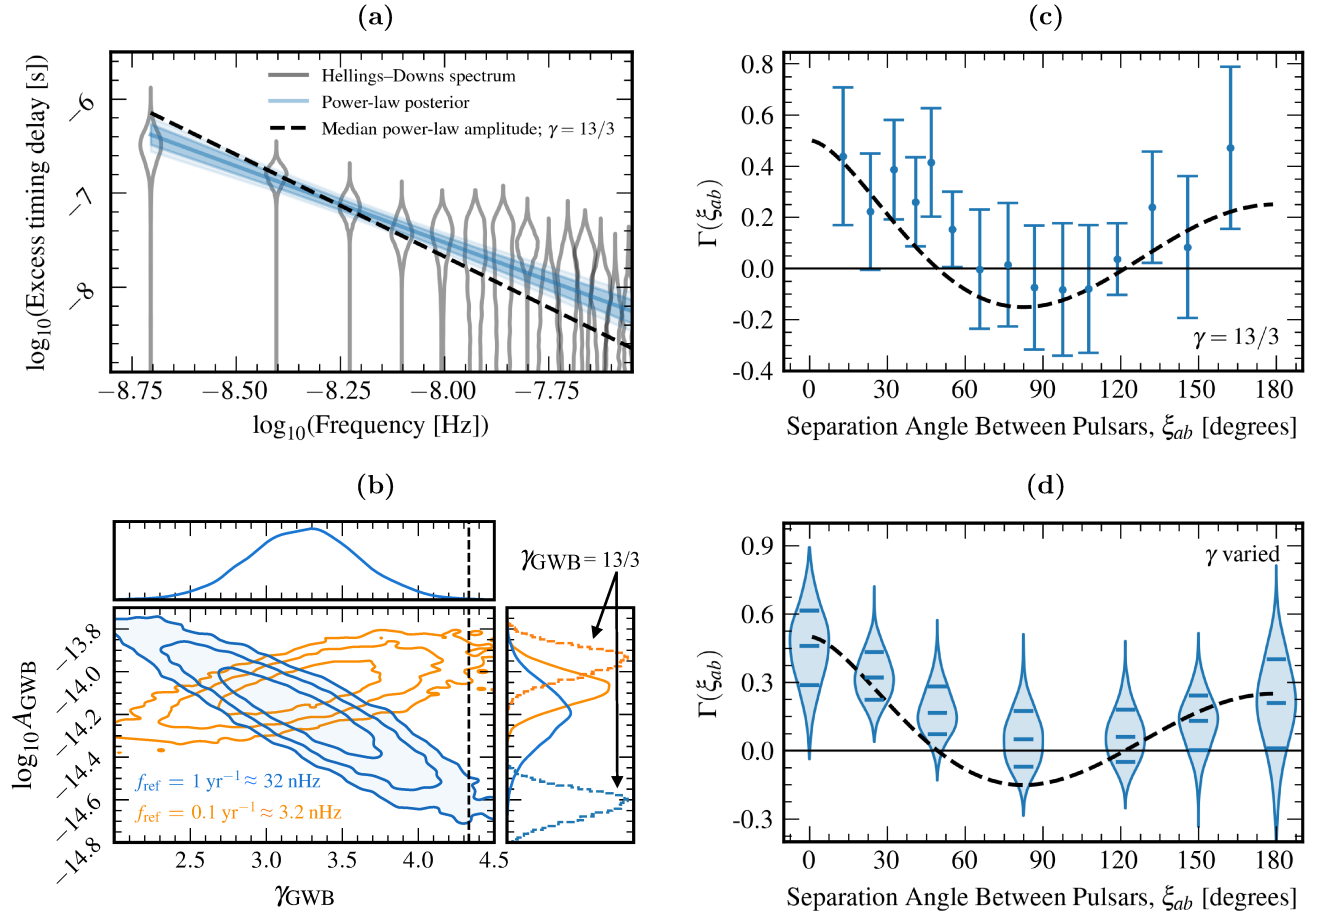 (a)
log₁₀(Excess timing delay [s])
−6
−7
−8
Hellings–Downs spectrum
Power-law posterior
Median power-law amplitude; γ = 13/3
−8.75 −8.50 −8.25 −8.00 −7.75
log₁₀(Frequency [Hz])
(c)
Γ(ξab)
0.8
0.6
0.4
0.2
0.0
-0.2
-0.4
γ = 13/3
0 30 60 90 120 150 180
Separation Angle Between Pulsars, ξab [degrees]
(b)
γGWB = 13/3
log₁₀ AGWB
−13.8
−14.0
−14.2
−14.4
−14.6
−14.8
fref = 1 yr⁻¹ ≈ 32 nHz
fref = 0.1 yr⁻¹ ≈ 3.2 nHz
2.5 3.0 3.5 4.0 4.5
γGWB
(d)
Γ(ξab)
0.9
0.6
0.3
0.0
-0.3
γ varied
0 30 60 90 120 150 180
Separation Angle Between Pulsars, ξab [degrees]